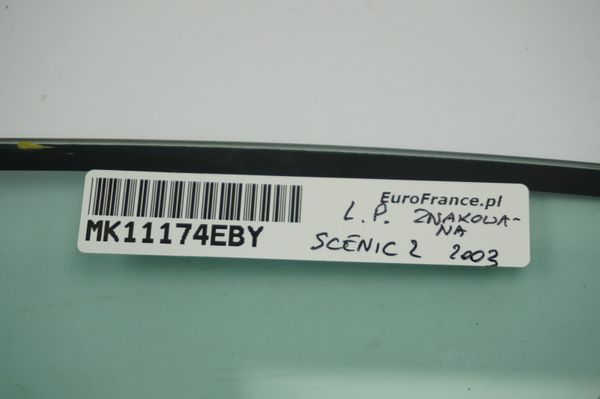 EuroFrance.pl
L.P. ZNAKOWA-
NA
MK11174EBY
SCENIC 2 2003